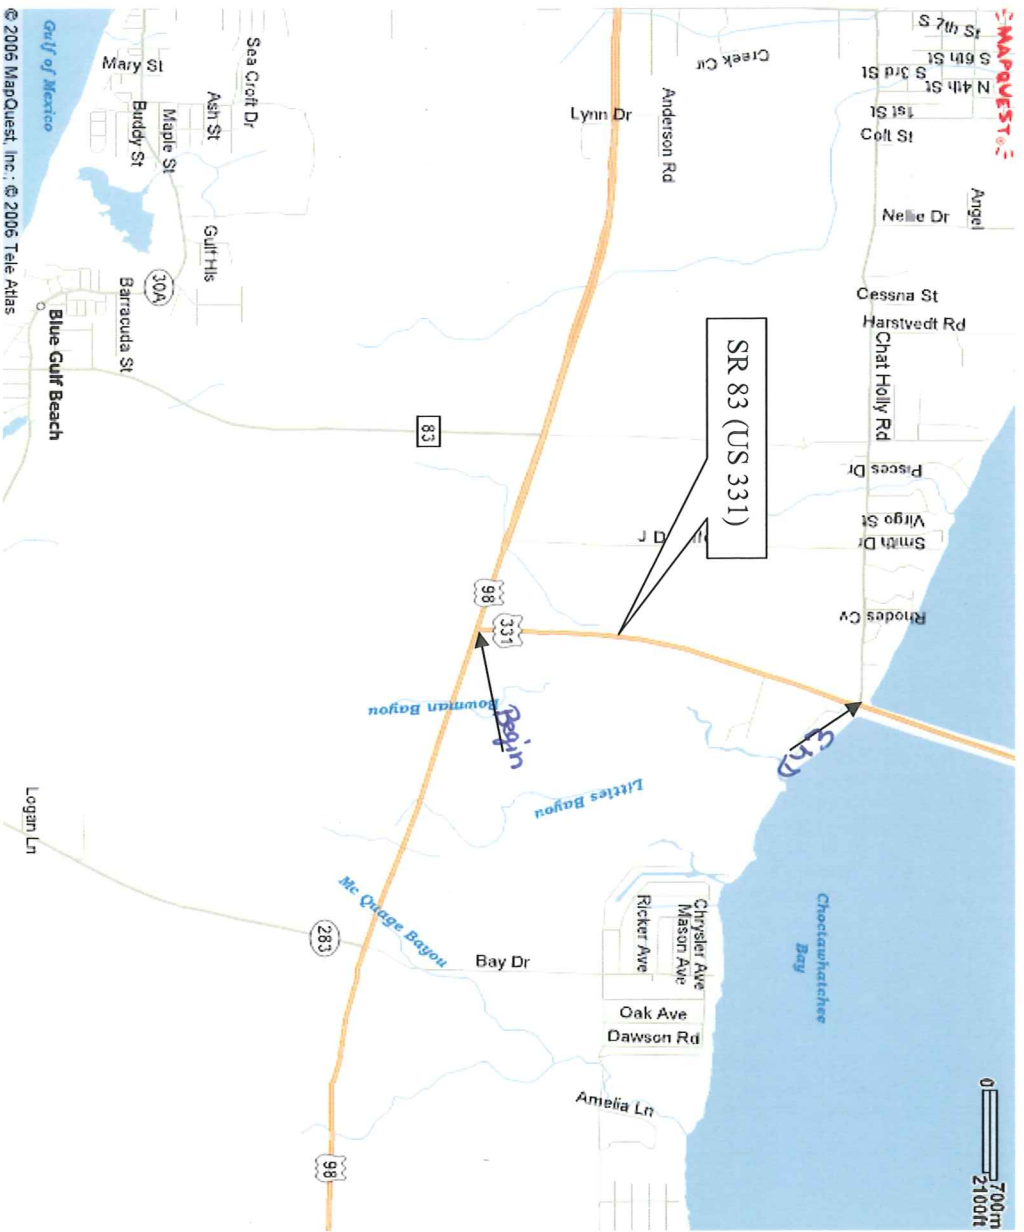 MAPQUEST
0
700m
2100ft
S 7th St
S 6th St
S 3rd St
N 4th St
1st St
Colt St
Angel
Nellie Dr
Cessna St
Harstvedt Rd
Chat Holly Rd
Pisces Dr
Virgo St
Smith Dr
Rhodes Cv
Creek Cir
Anderson Rd
Lynn Dr
SR 83 (US 331)
J D
98
331
Begin
End
Bowman Bayou
Litties Bayou
Choctawhatchee
Bay
Chrysler Ave
Mason Ave
Ricker Ave
Bay Dr
Oak Ave
Dawson Rd
Amelia Ln
Mc Quage Bayou
283
98
Logan Ln
83
Sea Croft Dr
Ash St
Mary St
Maple St
Buddy St
Gulf Hls
30A
Barracuda St
Blue Gulf Beach
Gulf of Mexico
© 2006 MapQuest, Inc.; © 2006 Tele Atlas